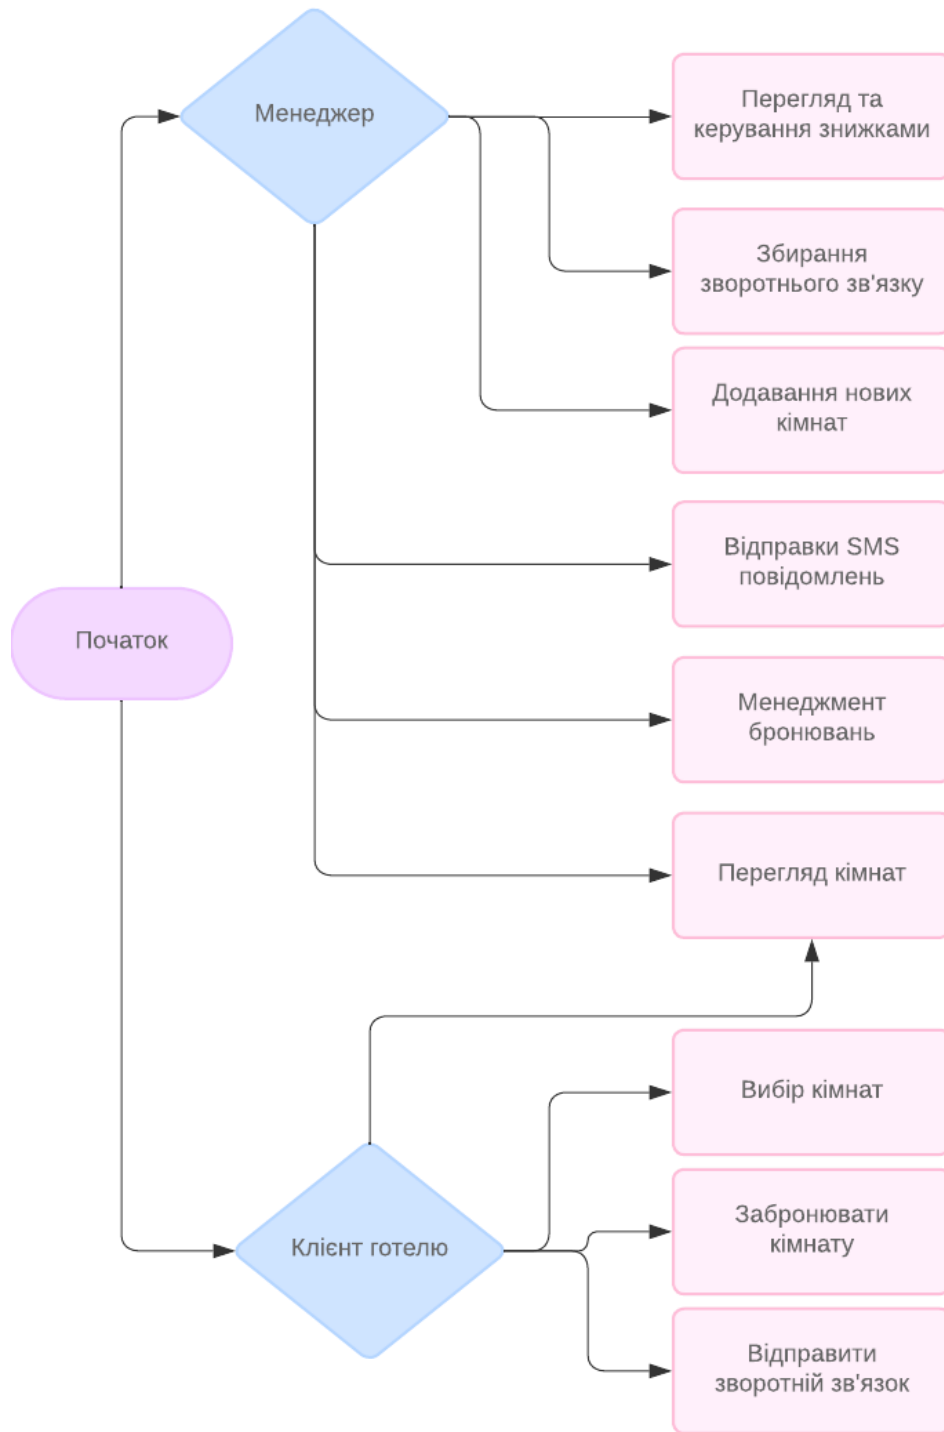 Менеджер
Перегляд та
керування знижками
Збирання
зворотнього зв'язку
Додавання нових
кімнат
Відправки SMS
повідомлень
Початок
Менеджмент
бронювань
Перегляд кімнат
Вибір кімнат
Клієнт готелю
Забронювати
кімнату
Відправити
зворотній зв'язок